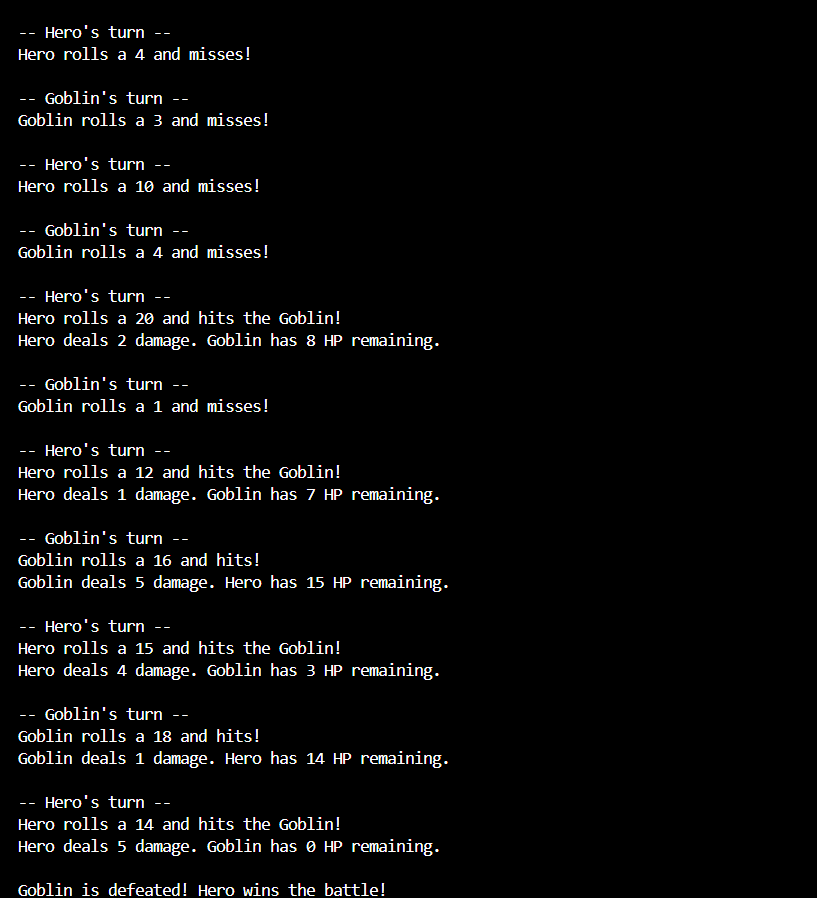 -- Hero's turn --
Hero rolls a 4 and misses!
-- Goblin's turn --
Goblin rolls a 3 and misses!
-- Hero's turn --
Hero rolls a 10 and misses!
-- Goblin's turn --
Goblin rolls a 4 and misses!
-- Hero's turn --
Hero rolls a 20 and hits the Goblin!
Hero deals 2 damage. Goblin has 8 HP remaining.
-- Goblin's turn --
Goblin rolls a 1 and misses!
-- Hero's turn --
Hero rolls a 12 and hits the Goblin!
Hero deals 1 damage. Goblin has 7 HP remaining.
-- Goblin's turn --
Goblin rolls a 16 and hits!
Goblin deals 5 damage. Hero has 15 HP remaining.
-- Hero's turn --
Hero rolls a 15 and hits the Goblin!
Hero deals 4 damage. Goblin has 3 HP remaining.
-- Goblin's turn --
Goblin rolls a 18 and hits!
Goblin deals 1 damage. Hero has 14 HP remaining.
-- Hero's turn --
Hero rolls a 14 and hits the Goblin!
Hero deals 5 damage. Goblin has 0 HP remaining.
Goblin is defeated! Hero wins the battle!